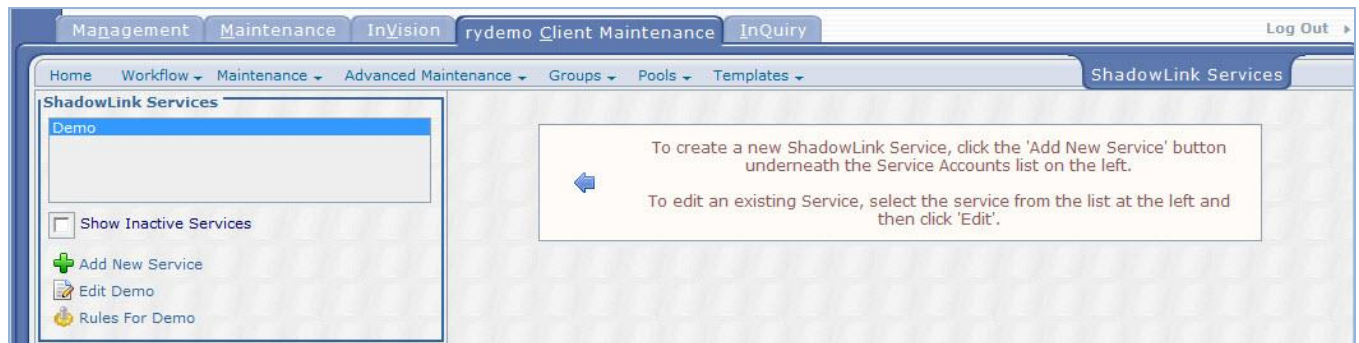 Management Maintenance InVision rydemo Client Maintenance InQuiry Log Out
Home Workflow Maintenance Advanced Maintenance Groups Pools Templates ShadowLink Services
ShadowLink Services
Demo
Show Inactive Services
Add New Service
Edit Demo
Rules For Demo
To create a new ShadowLink Service, click the 'Add New Service' button
underneath the Service Accounts list on the left.
To edit an existing Service, select the service from the list at the left and
then click 'Edit'.